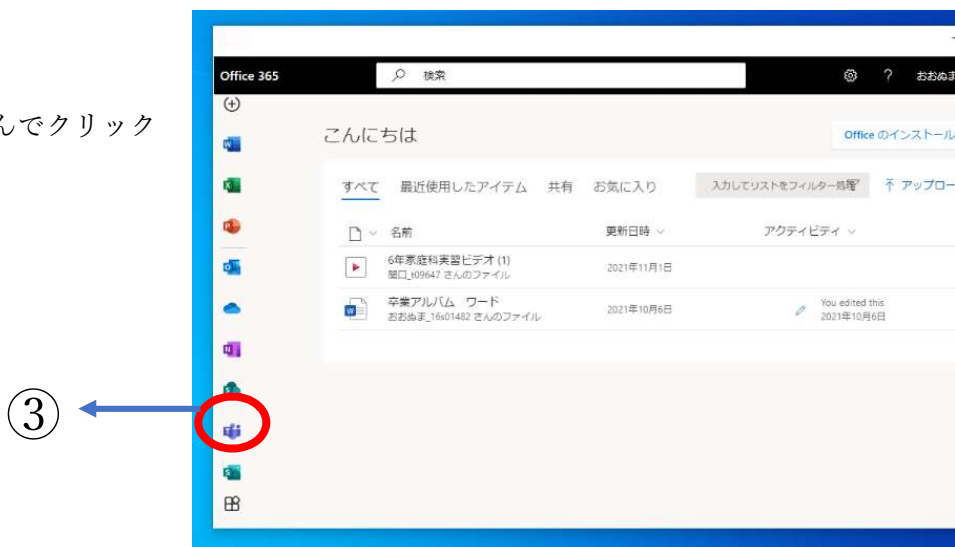 んでクリック
Office 365
検索
?
おおぬま
こんにちは
Office のインストール
すべて 最近使用したアイテム 共有 お気に入り
入力してリストをフィルター処理
アップロー
名前 更新日時 アクティビティ
6年家庭科実習ビデオ (1)
関口_t09647 さんのファイル
2021年11月1日
卒業アルバム ワード
おおぬま_16s01482 さんのファイル
2021年10月6日
You edited this
2021年10月6日
③